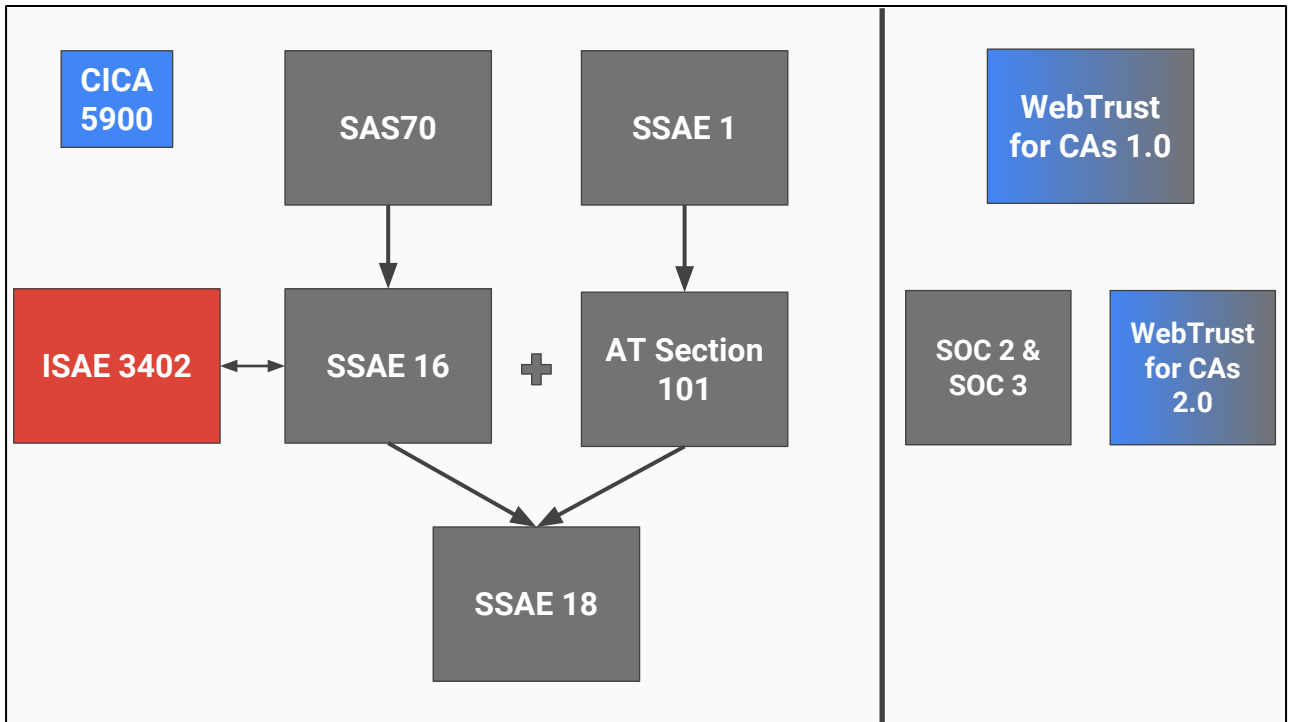 CICA
5900
SAS70
SSAE 1
WebTrust
for CAs 1.0
ISAE 3402
SSAE 16
AT Section
101
SOC 2 &
SOC 3
WebTrust
for CAs
2.0
SSAE 18